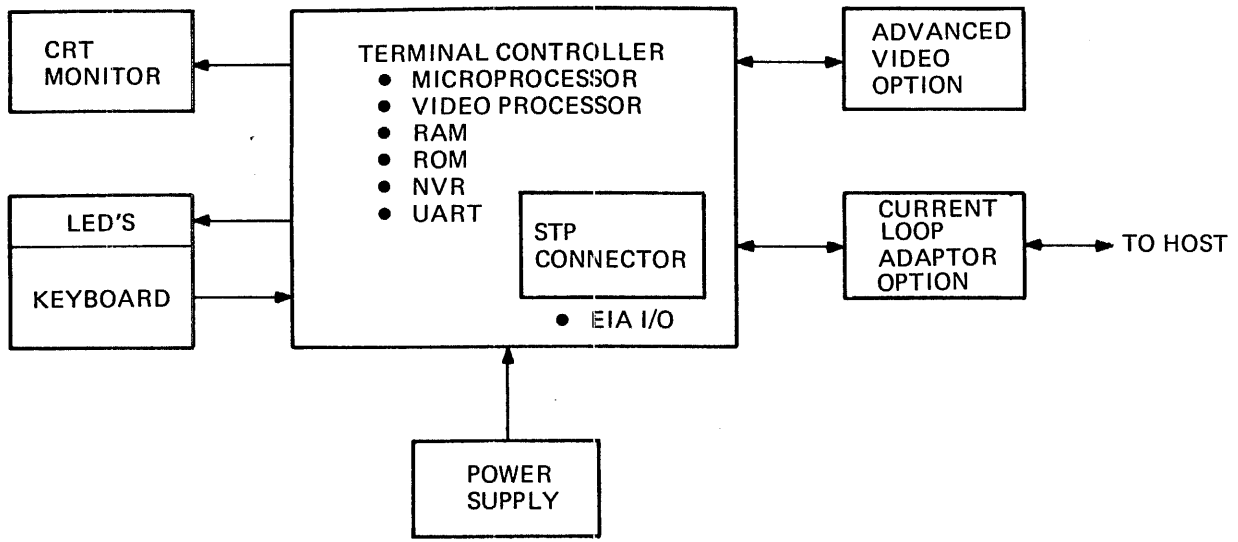 CRT
MONITOR
TERMINAL CONTROLLER
● MICROPROCESSOR
● VIDEO PROCESSOR
● RAM
● ROM
● NVR
● UART
STP
CONNECTOR
● EIA I/O
ADVANCED
VIDEO
OPTION
LED'S
KEYBOARD
CURRENT
LOOP
ADAPTOR
OPTION
TO HOST
POWER
SUPPLY